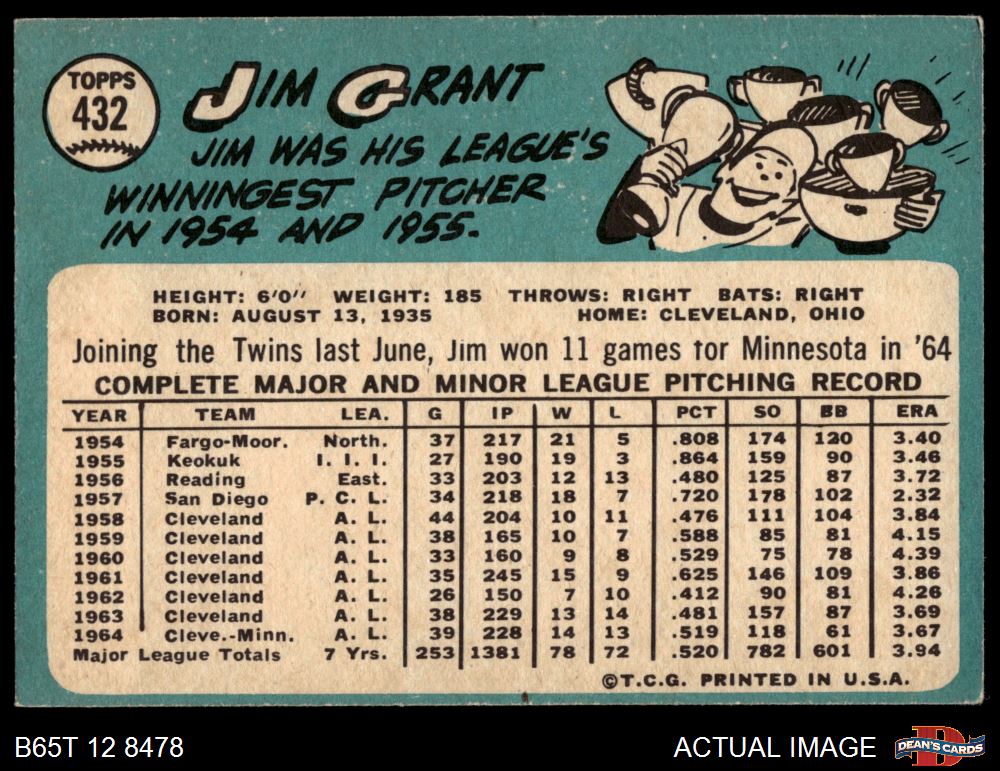 TOPPS
432
JIM GRANT
JIM WAS HIS LEAGUE'S
WINNINGEST PITCHER
IN 1954 AND 1955.
HEIGHT: 6'0" WEIGHT: 185 THROWS: RIGHT BATS: RIGHT
BORN: AUGUST 13, 1935 HOME: CLEVELAND, OHIO
Joining the Twins last June, Jim won 11 games for Minnesota in '64
COMPLETE MAJOR AND MINOR LEAGUE PITCHING RECORD
YEAR TEAM LEA. G IP W L PCT SO BB ERA
1954 Fargo-Moor. North. 37 217 21 5 .808 174 120 3.40
1955 Keokuk I. I. I. 27 190 19 3 .864 159 90 3.46
1956 Reading East. 33 203 12 13 .480 125 87 3.72
1957 San Diego P. C. L. 34 218 18 7 .720 178 102 2.32
1958 Cleveland A. L. 44 204 10 11 .476 111 104 3.84
1959 Cleveland A. L. 38 165 10 7 .588 85 81 4.15
1960 Cleveland A. L. 33 160 9 8 .529 75 78 4.39
1961 Cleveland A. L. 35 245 15 9 .625 146 109 3.86
1962 Cleveland A. L. 26 150 7 10 .412 90 81 4.26
1963 Cleveland A. L. 38 229 13 14 .481 157 87 3.69
1964 Cleve.-Minn. A. L. 39 228 14 13 .519 118 61 3.67
Major League Totals 7 Yrs. 253 1381 78 72 .520 782 601 3.94
©T.C.G. PRINTED IN U.S.A.
B65T 12 8478 ACTUAL IMAGE DEAN'S CARDS